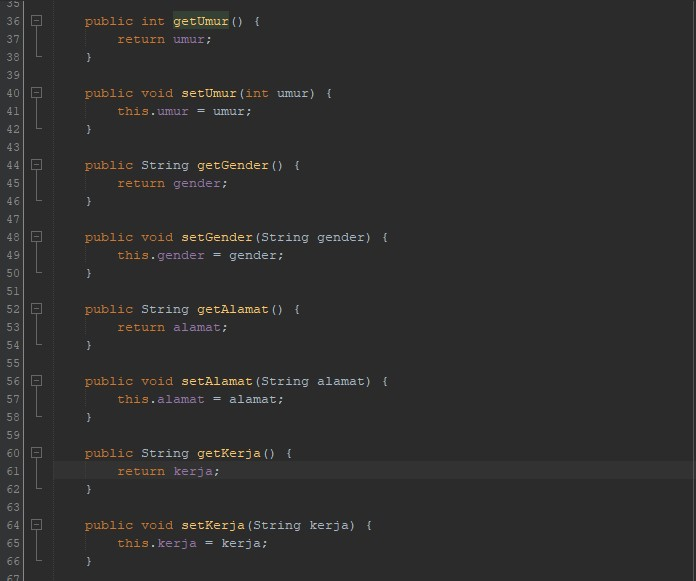 35
36 public int getUmur() {
37 return umur;
38 }
39
40 public void setUmur(int umur) {
41 this.umur = umur;
42 }
43
44 public String getGender() {
45 return gender;
46 }
47
48 public void setGender(String gender) {
49 this.gender = gender;
50 }
51
52 public String getAlamat() {
53 return alamat;
54 }
55
56 public void setAlamat(String alamat) {
57 this.alamat = alamat;
58 }
59
60 public String getKerja() {
61 return kerja;
62 }
63
64 public void setKerja(String kerja) {
65 this.kerja = kerja;
66 }
67